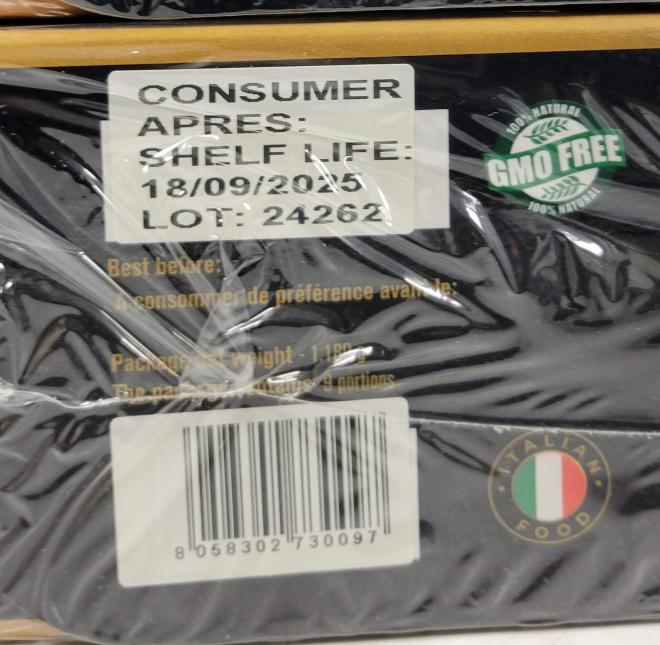 CONSUMER
APRES:
SHELF LIFE:
18/09/2025
LOT: 24262
100% NATURAL
GMO FREE
100% NATURAL
Best before:
A consommer de préférence avant le:
Package net weight - 1.180 g
The package contains 9 portions
8 058302 730097
ITALIAN
FOOD